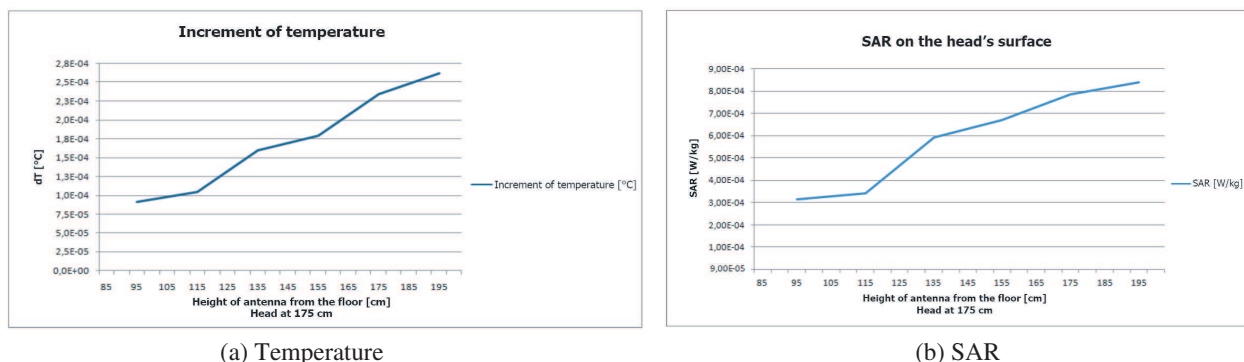 Increment of temperature
2,8E-04
2,5E-04
2,3E-04
2,0E-04
1,8E-04
1,5E-04
1,3E-04
1,0E-04
7,5E-05
5,0E-05
2,5E-05
0,0E+00
dT [°C]
85 95 115 135 155 175 185 195
105 125 145 165
Height of antenna from the floor [cm]
Head at 175 cm
Increment of temperature [°C]
(a) Temperature
SAR on the head's surface
9,00E-04
8,00E-04
7,00E-04
6,00E-04
5,00E-04
4,00E-04
3,00E-04
2,00E-04
1,00E-04
9,00E-05
SAR [W/kg]
85 95 105 115 125 135 145 155 165 175 185 195
Height of antenna from the floor [cm]
Head at 175 cm
SAR [W/kg]
(b) SAR